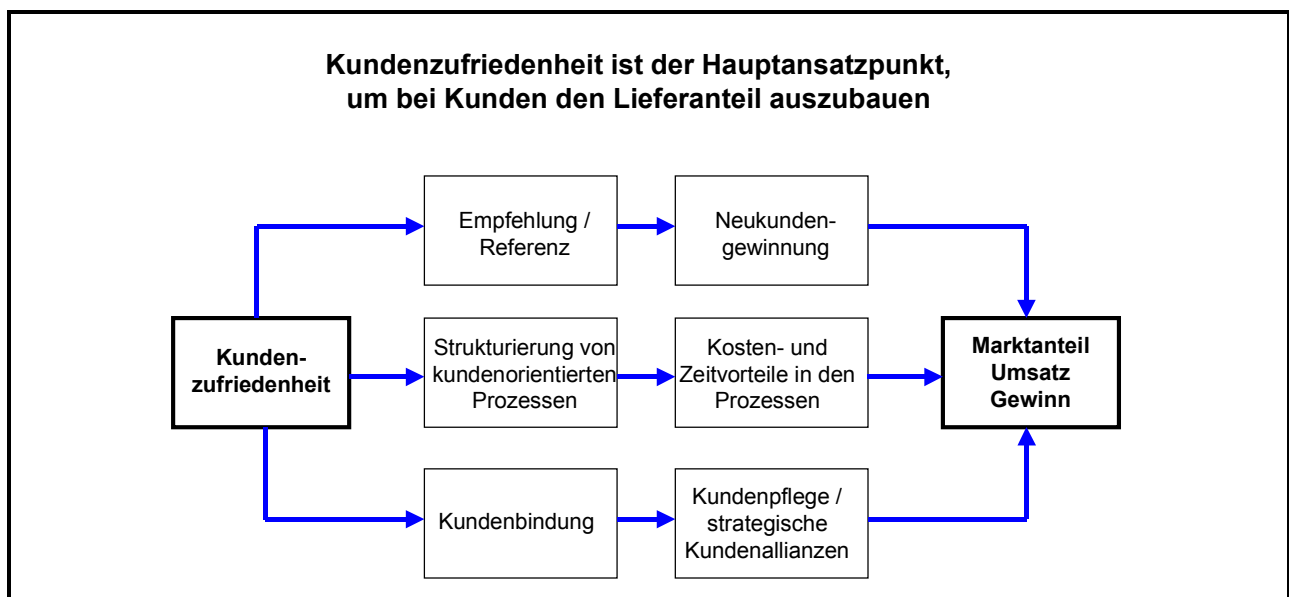 Kundenzufriedenheit ist der Hauptansatzpunkt,
um bei Kunden den Lieferanteil auszubauen
Empfehlung /
Referenz
Neukunden-
gewinnung
Kunden-
zufriedenheit
Strukturierung von
kundenorientierten
Prozessen
Kosten- und
Zeitvorteile in den
Prozessen
Marktanteil
Umsatz
Gewinn
Kundenbindung
Kundenpflege /
strategische
Kundenallianzen